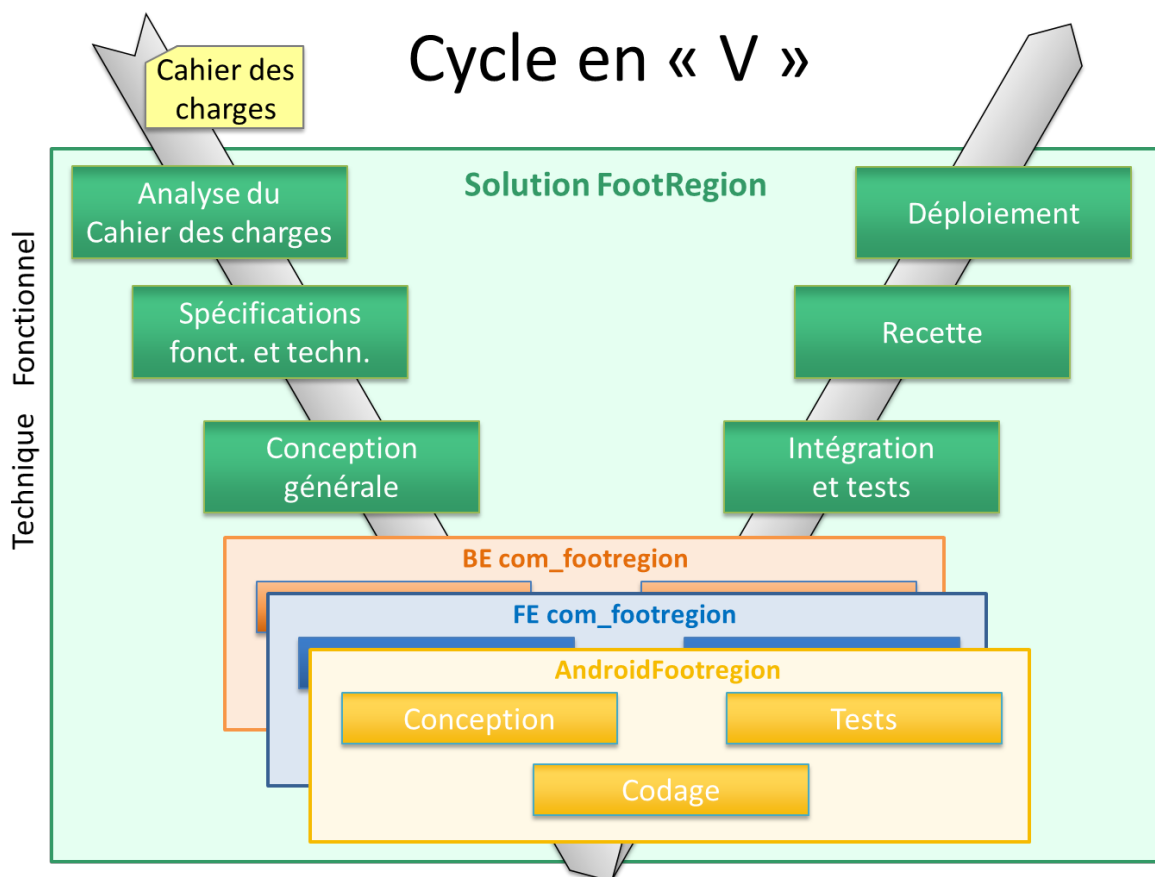 Cycle en « V »
Cahier des
charges
Solution FootRegion
Analyse du
Cahier des charges
Déploiement
Spécifications
fonct. et techn.
Recette
Conception
générale
Intégration
et tests
Technique Fonctionnel
BE com_footregion
FE com_footregion
AndroidFootregion
Conception
Tests
Codage